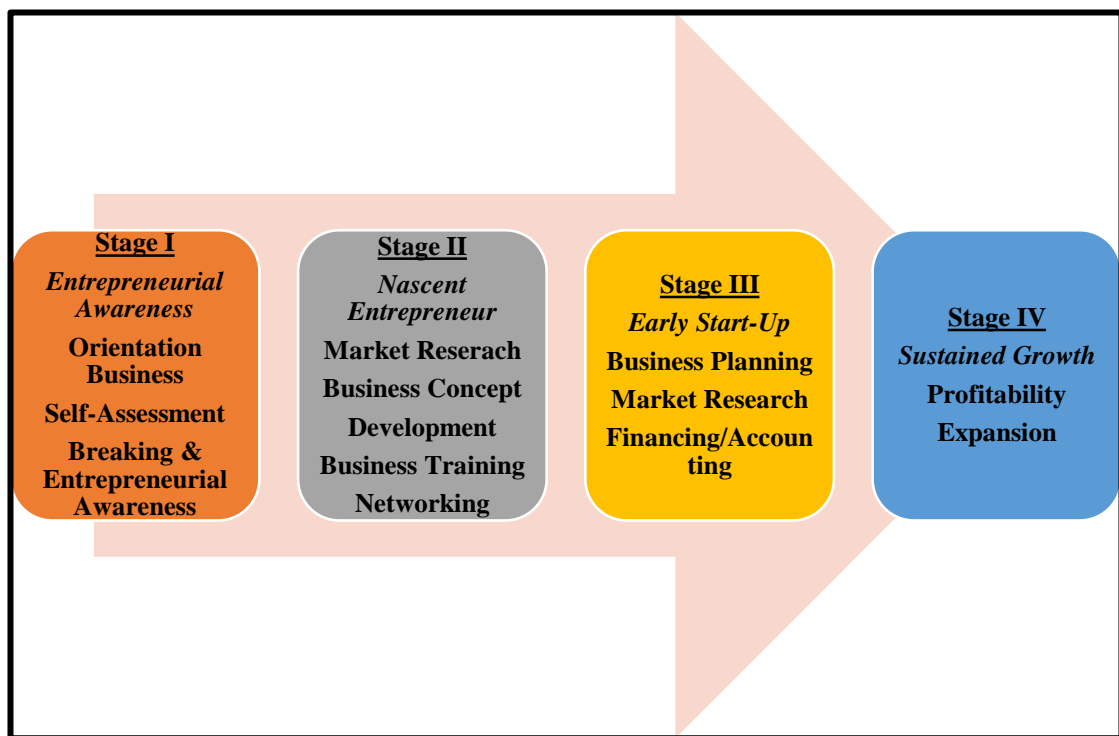 Stage I
Entrepreneurial
Awareness
Orientation
Business
Self-Assessment
Breaking &
Entrepreneurial
Awareness
Stage II
Nascent
Entrepreneur
Market Reserach
Business Concept
Development
Business Training
Networking
Stage III
Early Start-Up
Business Planning
Market Research
Financing/Accoun
ting
Stage IV
Sustained Growth
Profitability
Expansion